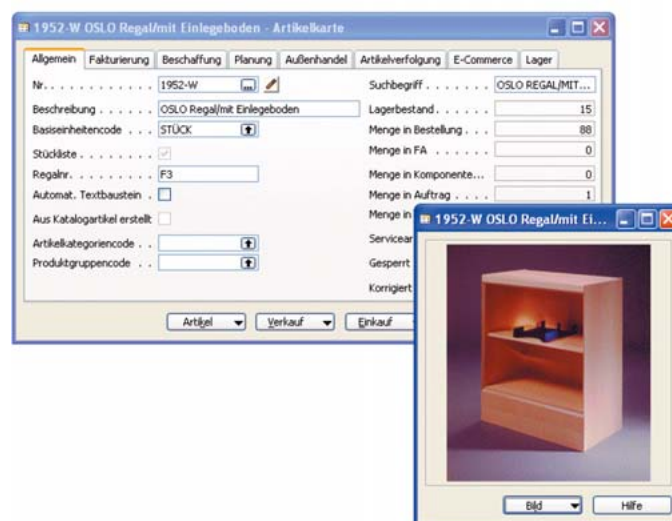 1952-W OSLO Regal/mit Einlegeboden - Artikelkarte
Allgemein Fakturierung Beschaffung Planung Außenhandel Artikelverfolgung E-Commerce Lager
Nr. . . . . . . . . . . . 1952-W
Suchbegriff . . . . . . . OSLO REGAL/MIT...
Beschreibung . . . . . . OSLO Regal/mit Einlegeboden
Lagerbestand . . . . . . 15
Basiseinheitencode . . . STÜCK
Menge in Bestellung . . . 88
Stückliste . . . . . . . .
Menge in FA . . . . . . 0
Regalnr. . . . . . . . . F3
Menge in Komponente... 0
Automat. Textbaustein .
Menge in Auftrag . . . . 1
Aus Katalogartikel erstellt
Menge in
Artikelkategoriencode . .
Produktgruppencode . . .
Gesperrt
Korrigiert
Artikel Verkauf Einkauf
1952-W OSLO Regal/mit Ei...
Bild Hilfe